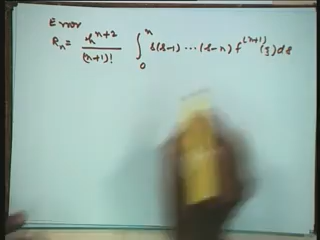 Error
Rₙ = h^{n+2}/(n+1)! ∫₀ⁿ s(s-1) ⋯ (s-n) f^{(n+1)}(ξ) ds